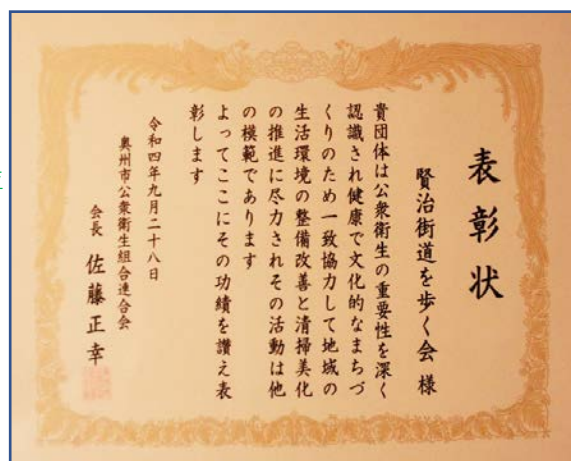 表彰状
賢治街道を歩く会 様
貴団体は公衆衛生の重要性を深く
認識され健康で文化的なまちづ
くりのため一致協力して地域の
生活環境の整備改善と清掃美化
の推進に尽力されその活動は他
の模範であります
よってここにその功績を讃え表
彰します
令和四年九月二十八日
奥州市公衆衛生組合連合会
会長 佐藤正幸